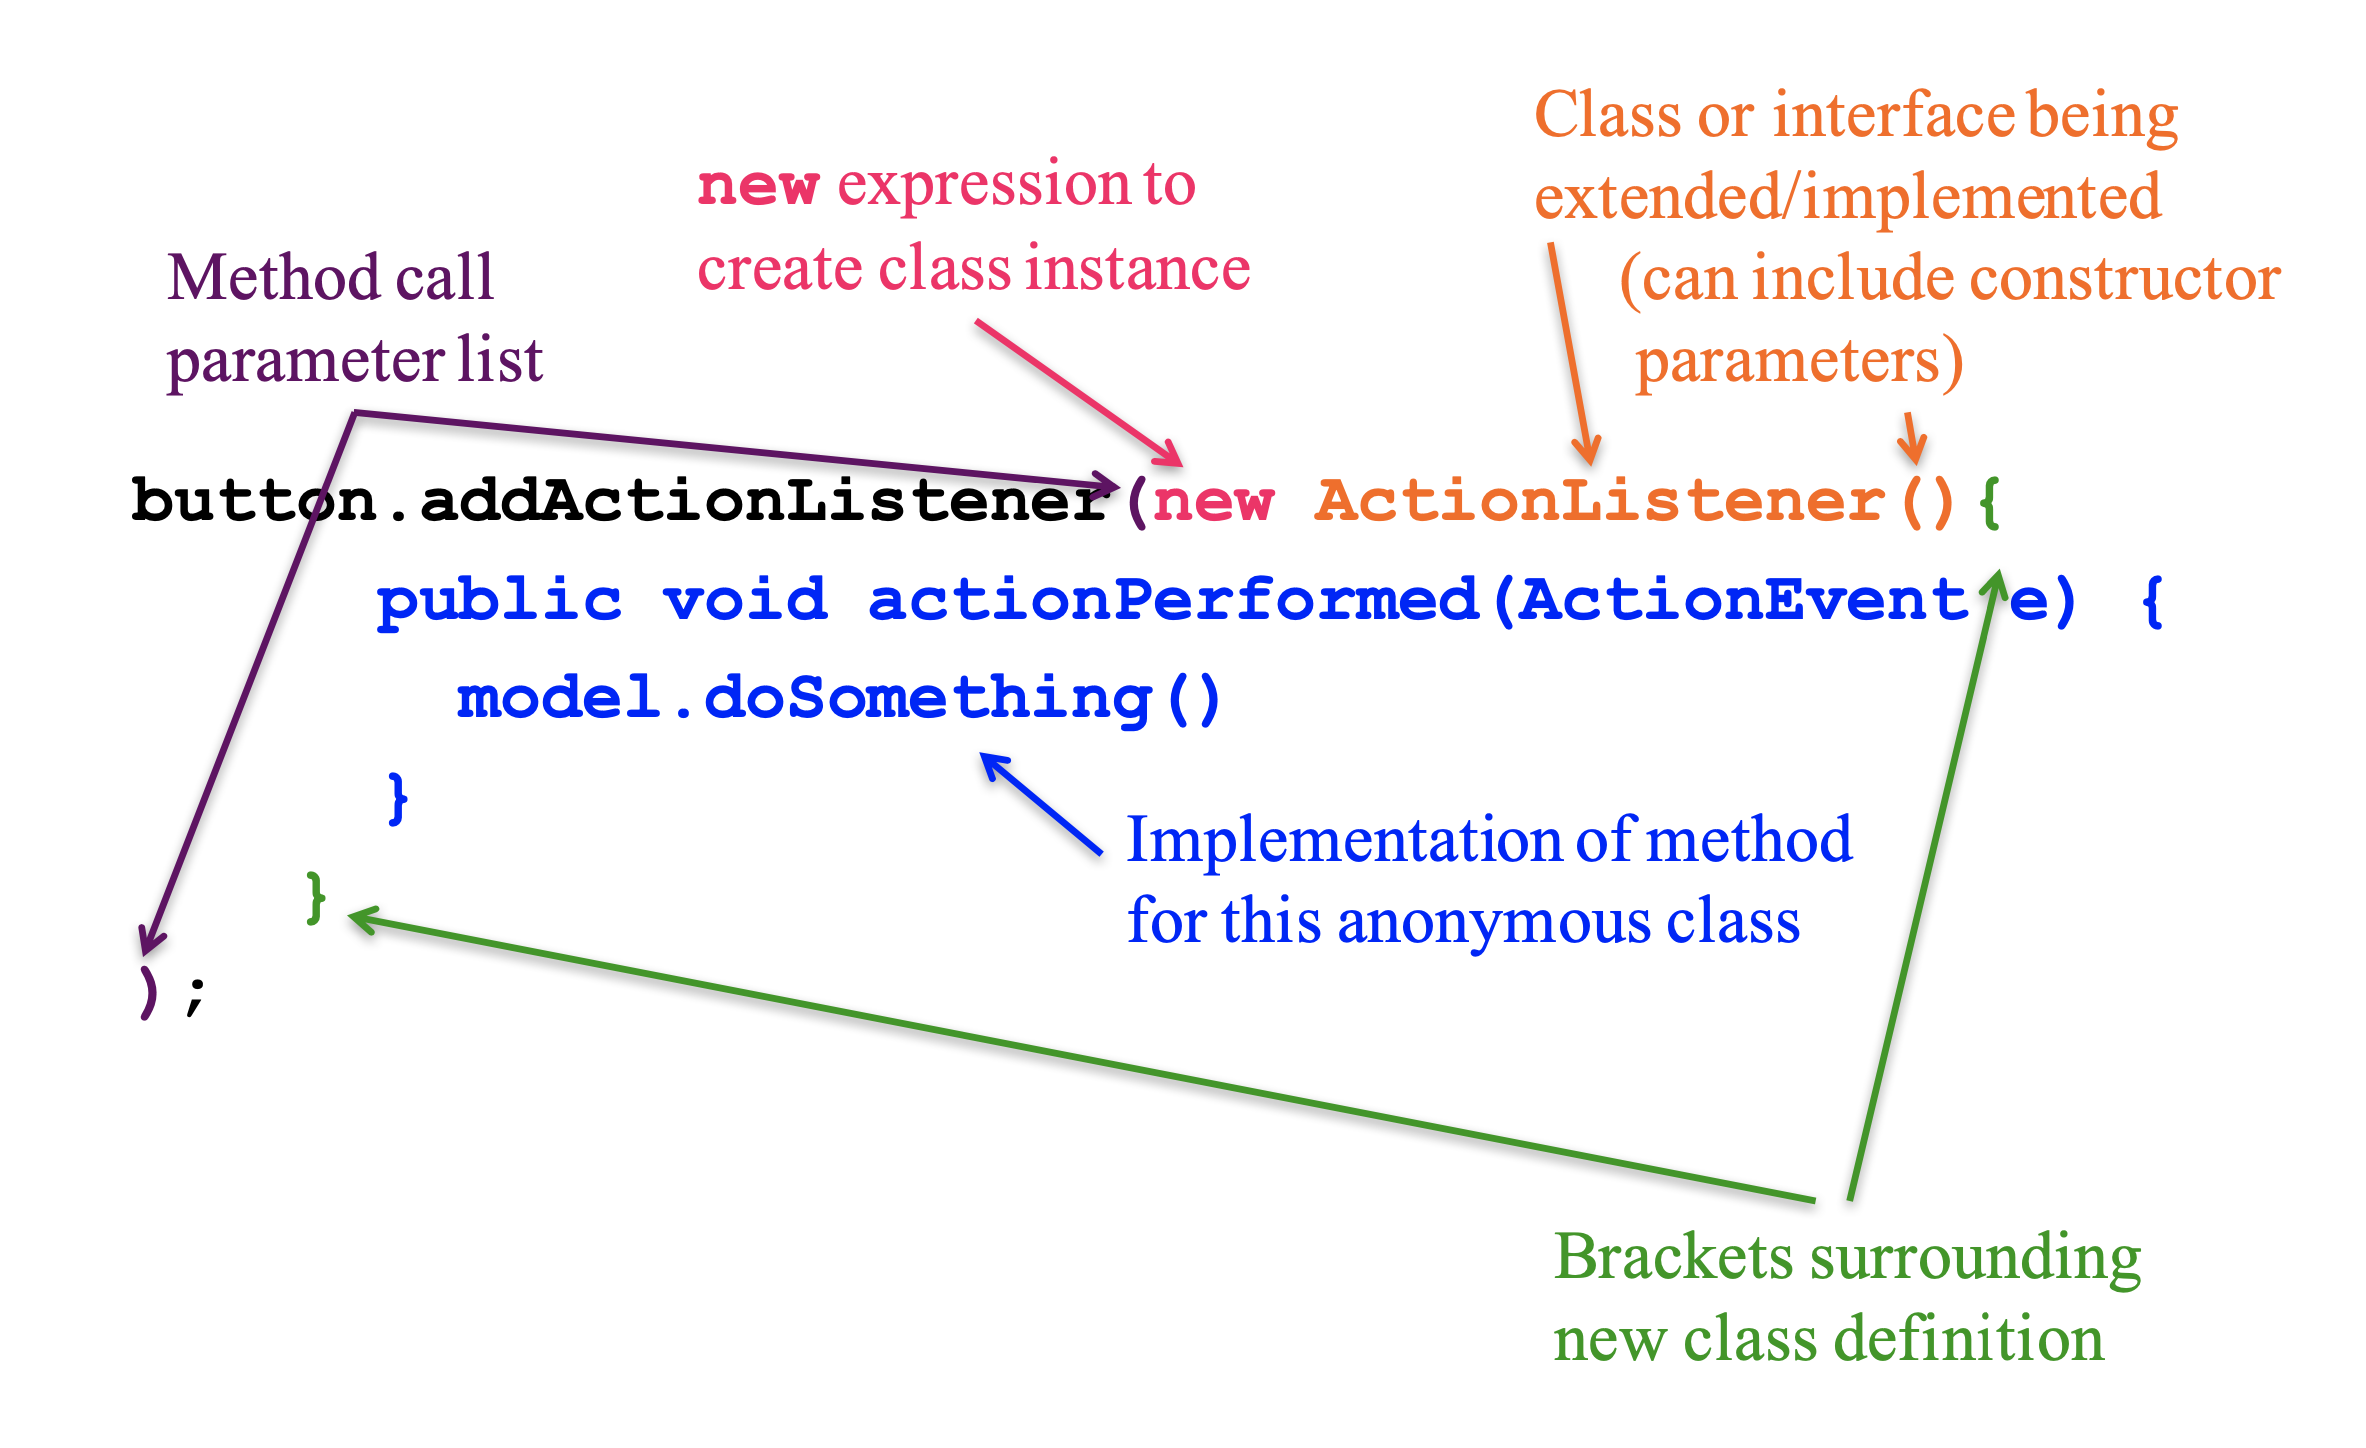 Class or interface being
extended/implemented
(can include constructor
parameters)
new expression to
create class instance
Method call
parameter list
button.addActionListener(new ActionListener(){
public void actionPerformed(ActionEvent e) {
model.doSomething()
}
Implementation of method
for this anonymous class
}
);
Brackets surrounding
new class definition